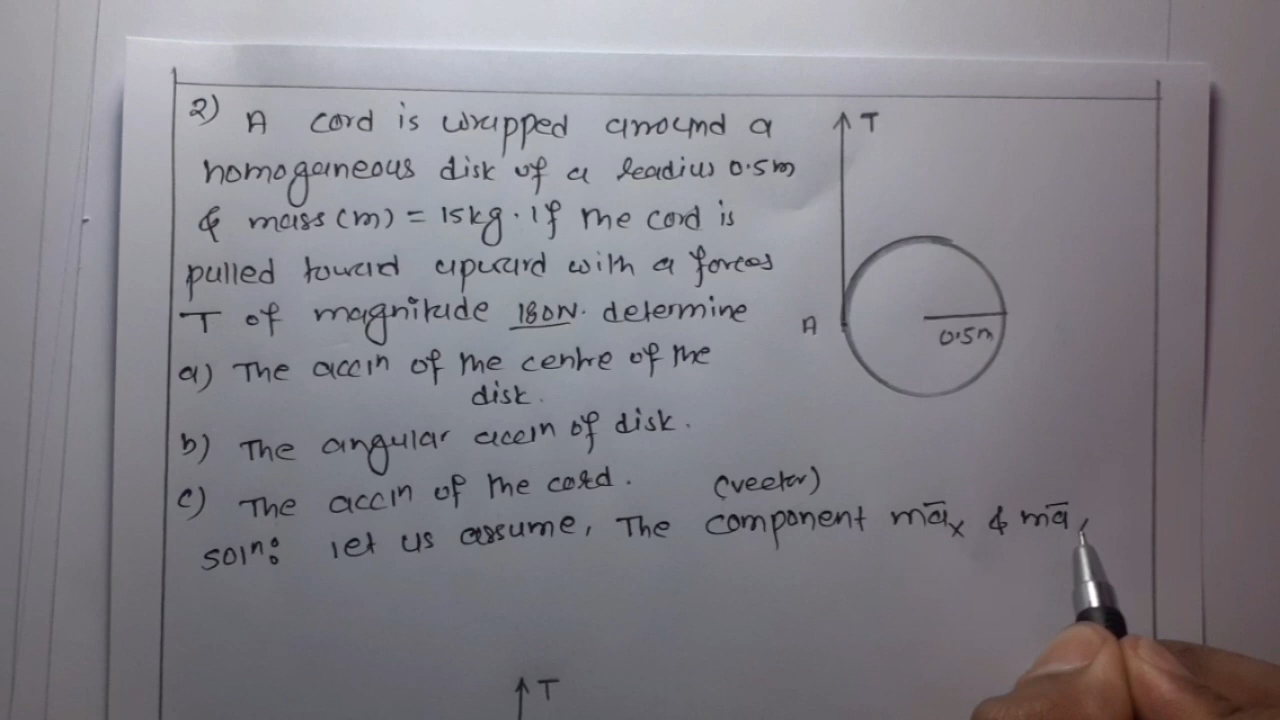 2) A cord is wrapped around a
homogeneous disk of a radius 0.5m
& mass (m) = 15kg. If the cord is
pulled toward upward with a forces
T of magnitude 180N. determine
a) The accln of the centre of the
disk.
b) The angular accln of disk.
c) The accln of the cord.
(vector)
soln: let us assume, The component māx & mā
T
A
0.5m
T